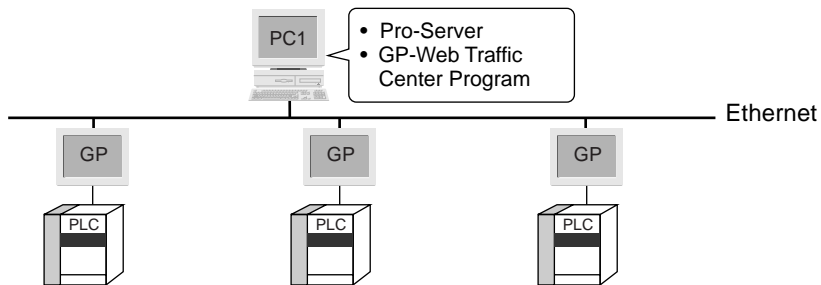 PC1
• Pro-Server
• GP-Web Traffic
Center Program
Ethernet
GP
GP
GP
PLC
PLC
PLC